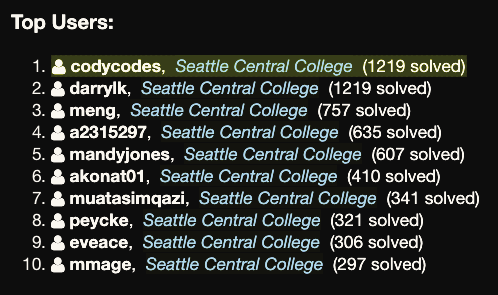 Top Users:
1. codycodes, Seattle Central College (1219 solved)
2. darrylk, Seattle Central College (1219 solved)
3. meng, Seattle Central College (757 solved)
4. a2315297, Seattle Central College (635 solved)
5. mandyjones, Seattle Central College (607 solved)
6. akonat01, Seattle Central College (410 solved)
7. muatasimqazi, Seattle Central College (341 solved)
8. peycke, Seattle Central College (321 solved)
9. eveace, Seattle Central College (306 solved)
10. mmage, Seattle Central College (297 solved)